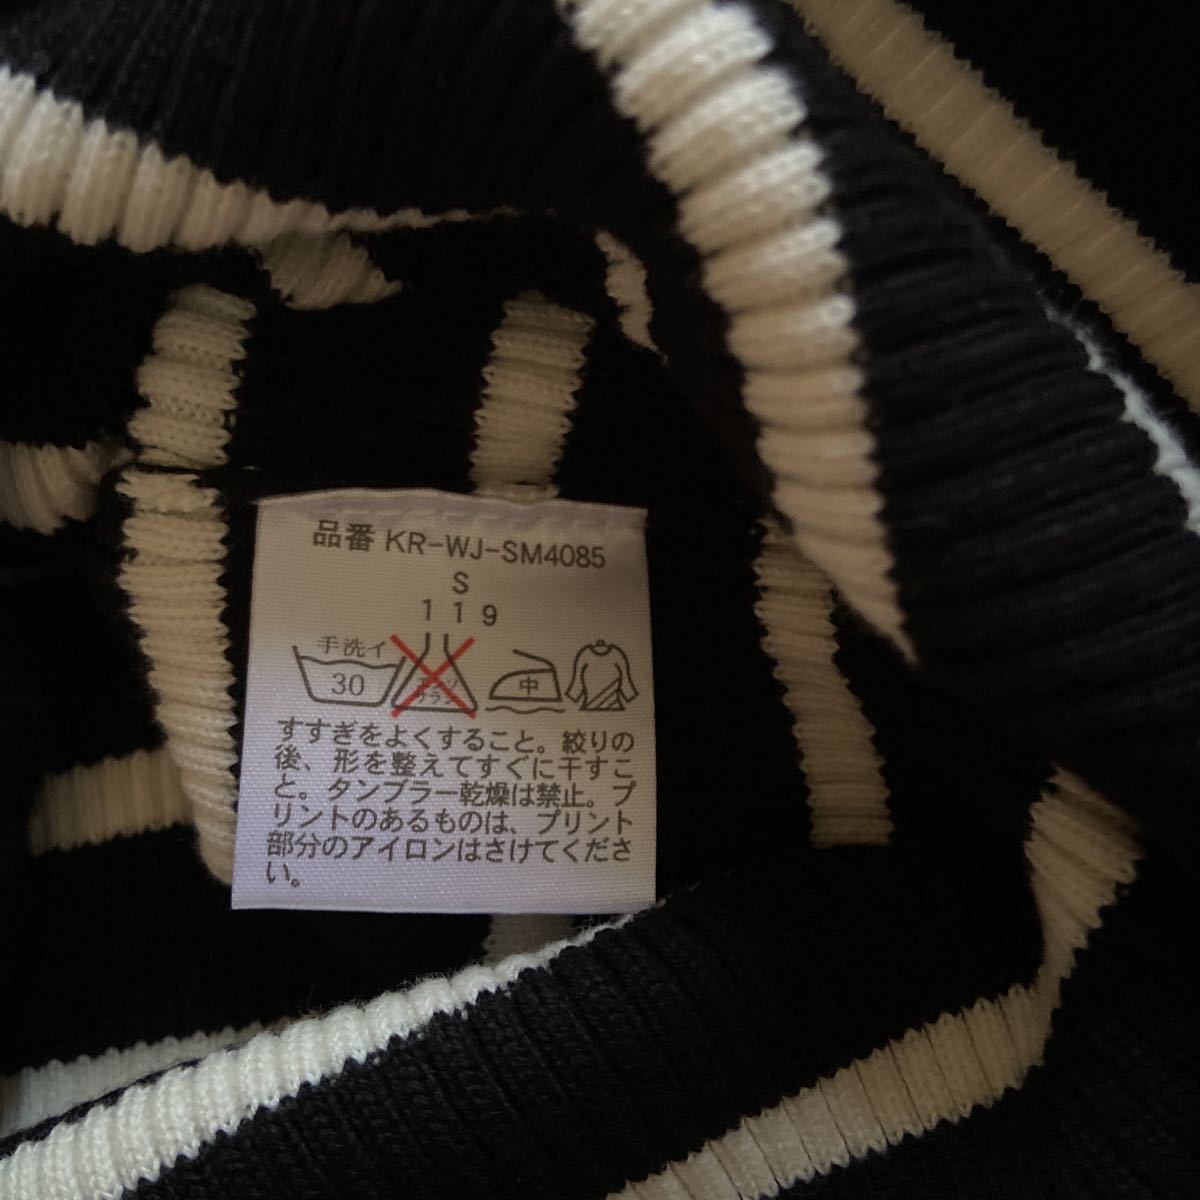 品番 KR-WJ-SM4085
S
119
手洗イ
30
中
すすぎをよくすること。絞りの
後、形を整えてすぐに干すこ
と。タンブラー乾燥は禁止。プ
リントのあるものは、プリント
部分のアイロンはさけてくださ
い。